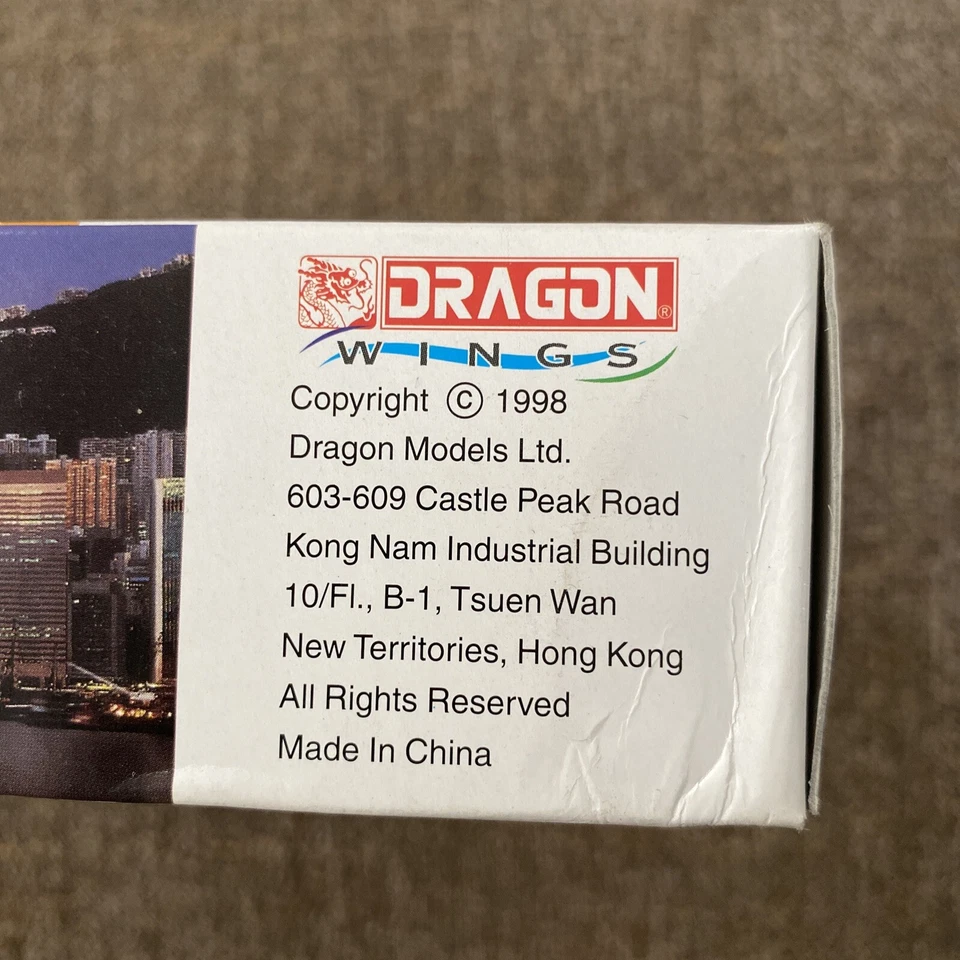 DRAGON®
WINGS
Copyright © 1998
Dragon Models Ltd.
603-609 Castle Peak Road
Kong Nam Industrial Building
10/Fl., B-1, Tsuen Wan
New Territories, Hong Kong
All Rights Reserved
Made In China